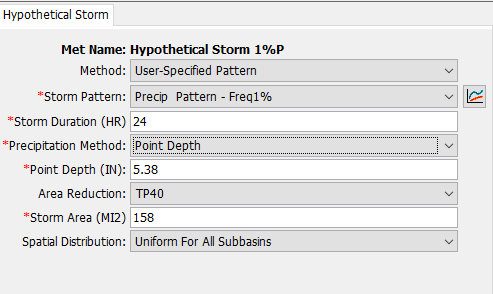 Hypothetical Storm
Met Name: Hypothetical Storm 1%P
Method: User-Specified Pattern
*Storm Pattern: Precip Pattern - Freq1%
*Storm Duration (HR) 24
*Precipitation Method: Point Depth
*Point Depth (IN): 5.38
Area Reduction: TP40
*Storm Area (MI2) 158
Spatial Distribution: Uniform For All Subbasins